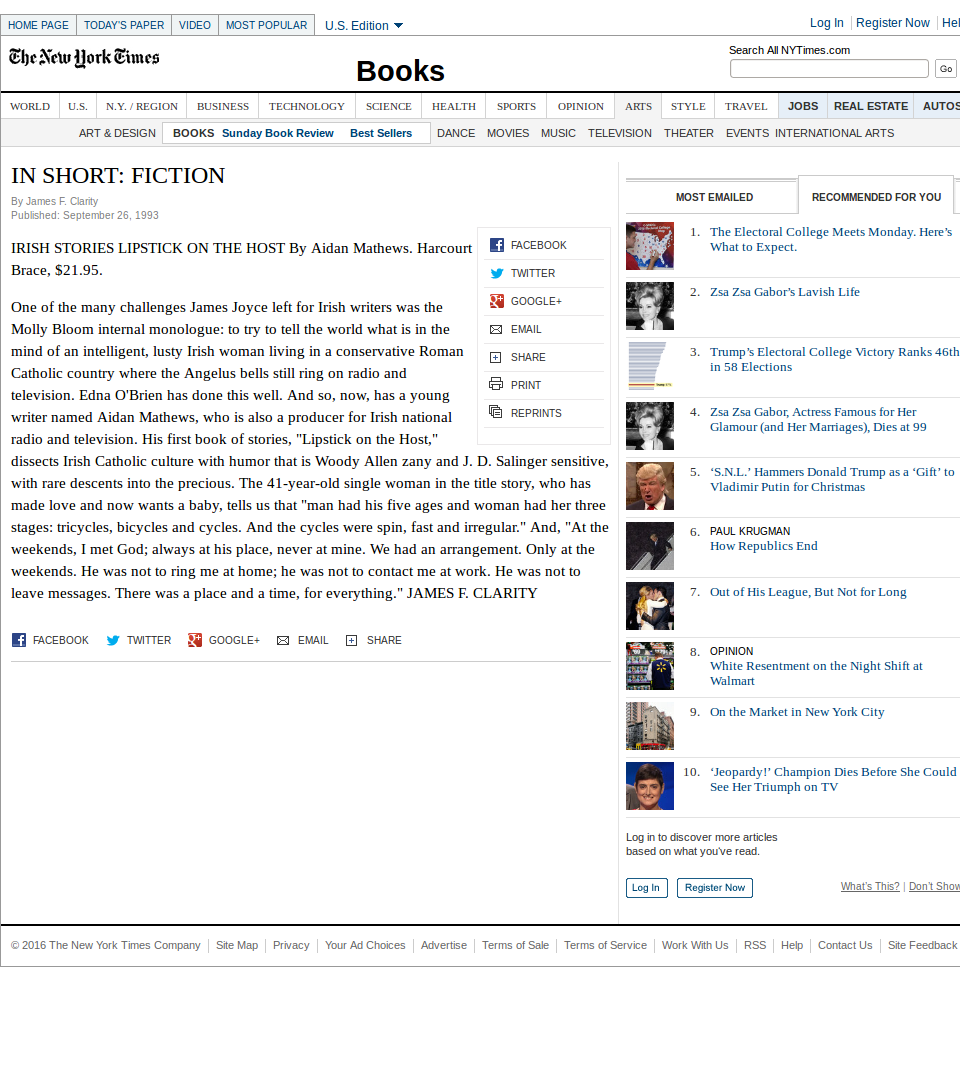 HOME PAGE TODAY'S PAPER VIDEO MOST POPULAR U.S. Edition
Log In Register Now Hel
The New York Times
Books
Search All NYTimes.com
Go
WORLD U.S. N.Y. / REGION BUSINESS TECHNOLOGY SCIENCE HEALTH SPORTS OPINION ARTS STYLE TRAVEL JOBS REAL ESTATE AUTOS
ART & DESIGN BOOKS Sunday Book Review Best Sellers DANCE MOVIES MUSIC TELEVISION THEATER EVENTS INTERNATIONAL ARTS
IN SHORT: FICTION
By James F. Clarity
Published: September 26, 1993
IRISH STORIES LIPSTICK ON THE HOST By Aidan Mathews. Harcourt
Brace, $21.95.
One of the many challenges James Joyce left for Irish writers was the
Molly Bloom internal monologue: to try to tell the world what is in the
mind of an intelligent, lusty Irish woman living in a conservative Roman
Catholic country where the Angelus bells still ring on radio and
television. Edna O'Brien has done this well. And so, now, has a young
writer named Aidan Mathews, who is also a producer for Irish national
radio and television. His first book of stories, "Lipstick on the Host,"
dissects Irish Catholic culture with humor that is Woody Allen zany and J. D. Salinger sensitive,
with rare descents into the precious. The 41-year-old single woman in the title story, who has
made love and now wants a baby, tells us that "man had his five ages and woman had her three
stages: tricycles, bicycles and cycles. And the cycles were spin, fast and irregular." And, "At the
weekends, I met God; always at his place, never at mine. We had an arrangement. Only at the
weekends. He was not to ring me at home; he was not to contact me at work. He was not to
leave messages. There was a place and a time, for everything." JAMES F. CLARITY
FACEBOOK
TWITTER
GOOGLE+
EMAIL
SHARE
PRINT
REPRINTS
FACEBOOK TWITTER GOOGLE+ EMAIL SHARE
MOST EMAILED RECOMMENDED FOR YOU
1. The Electoral College Meets Monday. Here’s
What to Expect.
2. Zsa Zsa Gabor’s Lavish Life
3. Trump’s Electoral College Victory Ranks 46th
in 58 Elections
4. Zsa Zsa Gabor, Actress Famous for Her
Glamour (and Her Marriages), Dies at 99
5. ‘S.N.L.’ Hammers Donald Trump as a ‘Gift’ to
Vladimir Putin for Christmas
6. PAUL KRUGMAN
How Republics End
7. Out of His League, But Not for Long
8. OPINION
White Resentment on the Night Shift at
Walmart
9. On the Market in New York City
10. ‘Jeopardy!’ Champion Dies Before She Could
See Her Triumph on TV
Log in to discover more articles
based on what you've read.
Log In Register Now What's This? | Don't Show
© 2016 The New York Times Company Site Map Privacy Your Ad Choices Advertise Terms of Sale Terms of Service Work With Us RSS Help Contact Us Site Feedback